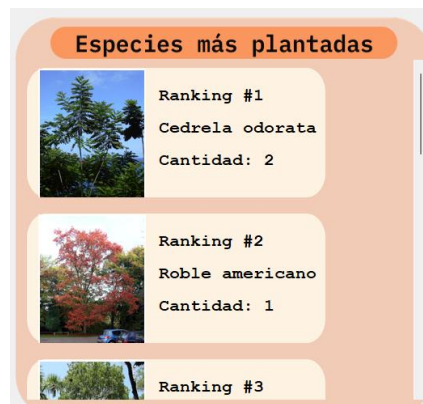 Especies más plantadas
Ranking #1
Cedrela odorata
Cantidad: 2
Ranking #2
Roble americano
Cantidad: 1
Ranking #3